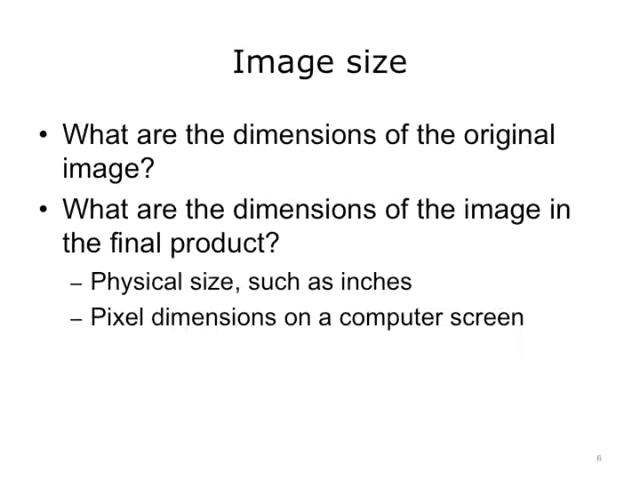 Image size
• What are the dimensions of the original
image?
• What are the dimensions of the image in
the final product?
– Physical size, such as inches
– Pixel dimensions on a computer screen
6